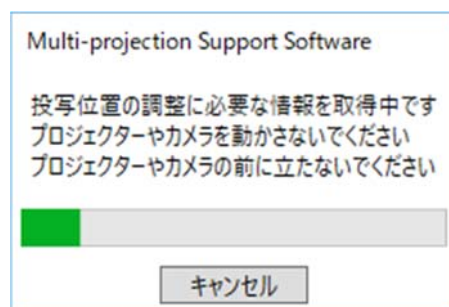 Multi-projection Support Software
投写位置の調整に必要な情報を取得中です
プロジェクターやカメラを動かさないでください
プロジェクターやカメラの前に立たないでください
キャンセル